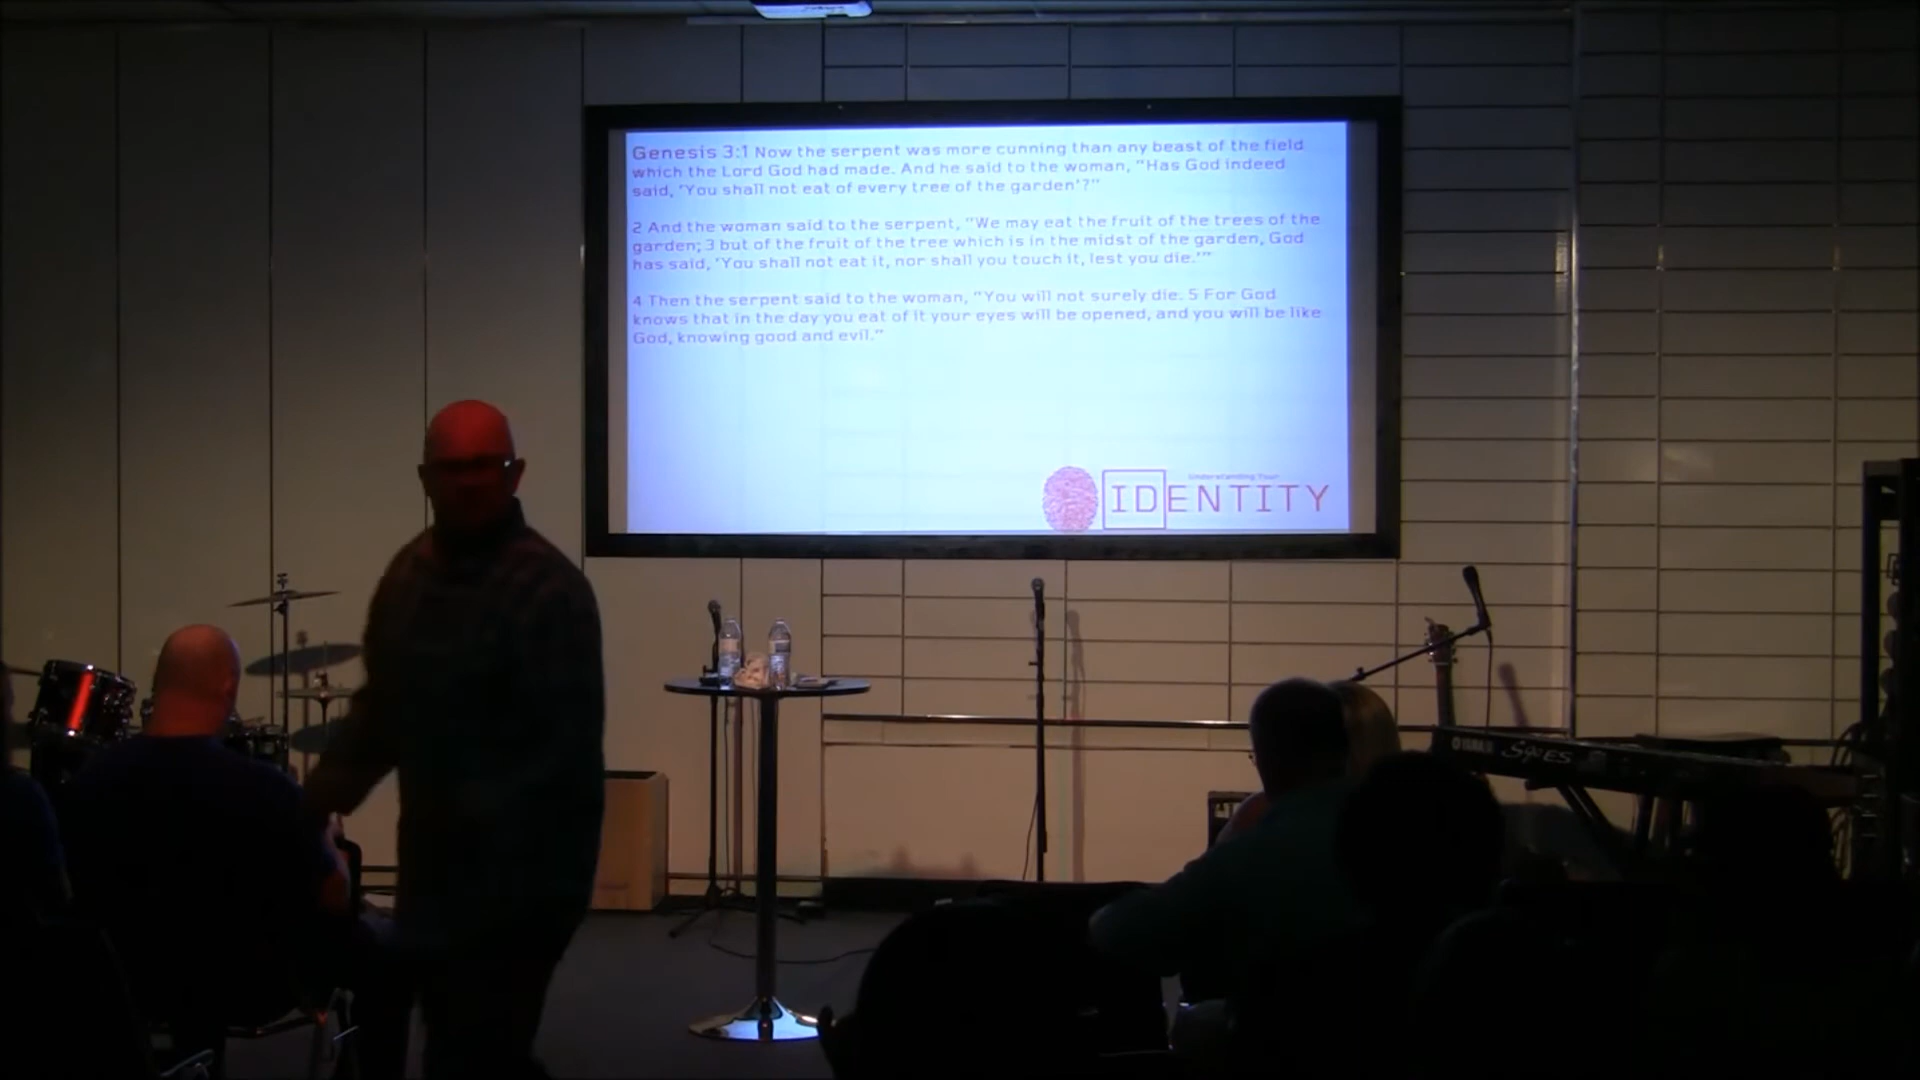 Genesis 3:1 Now the serpent was more cunning than any beast of the field
which the Lord God had made. And he said to the woman, "Has God indeed
said, 'You shall not eat of every tree of the garden'?"
2 And the woman said to the serpent, "We may eat the fruit of the trees of the
garden; 3 but of the fruit of the tree which is in the midst of the garden, God
has said, 'You shall not eat it, nor shall you touch it, lest you die.'"
4 Then the serpent said to the woman, "You will not surely die. 5 For God
knows that in the day you eat of it your eyes will be opened, and you will be like
God, knowing good and evil."
Understanding Your
IDENTITY
YAMAHA S90 ES